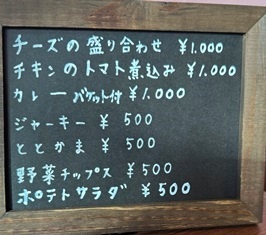 チーズの盛り合わせ ¥1.000
チキンのトマト煮込み ¥1.000
カレー バケット付 ¥1.000
ジャーキー ¥ 500
ととかま ¥ 500
野菜チップス ¥500
ポテトサラダ ¥500